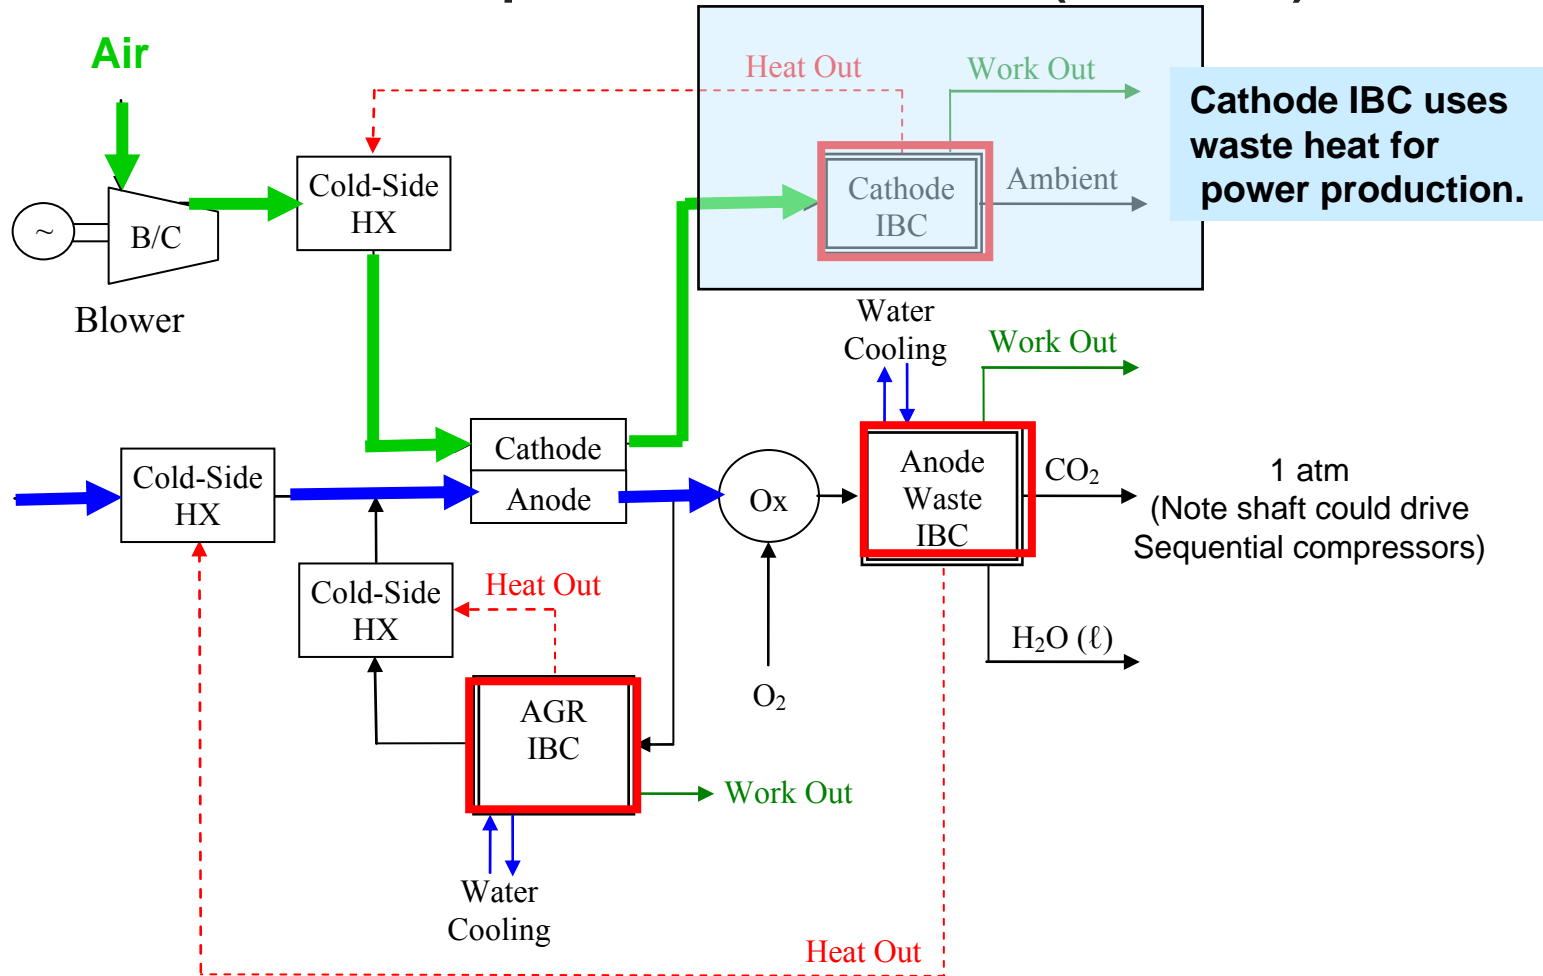 Air
Heat Out
Work Out
Cathode IBC uses
waste heat for
power production.
Cold-Side
HX
Cathode
IBC
Ambient
~
B/C
Blower
Water
Cooling
Work Out
Cathode
Anode
Cold-Side
HX
Ox
Anode
Waste
IBC
CO₂
1 atm
(Note shaft could drive
Sequential compressors)
Cold-Side
HX
Heat Out
H₂O (ℓ)
O₂
AGR
IBC
Work Out
Water
Cooling
Heat Out